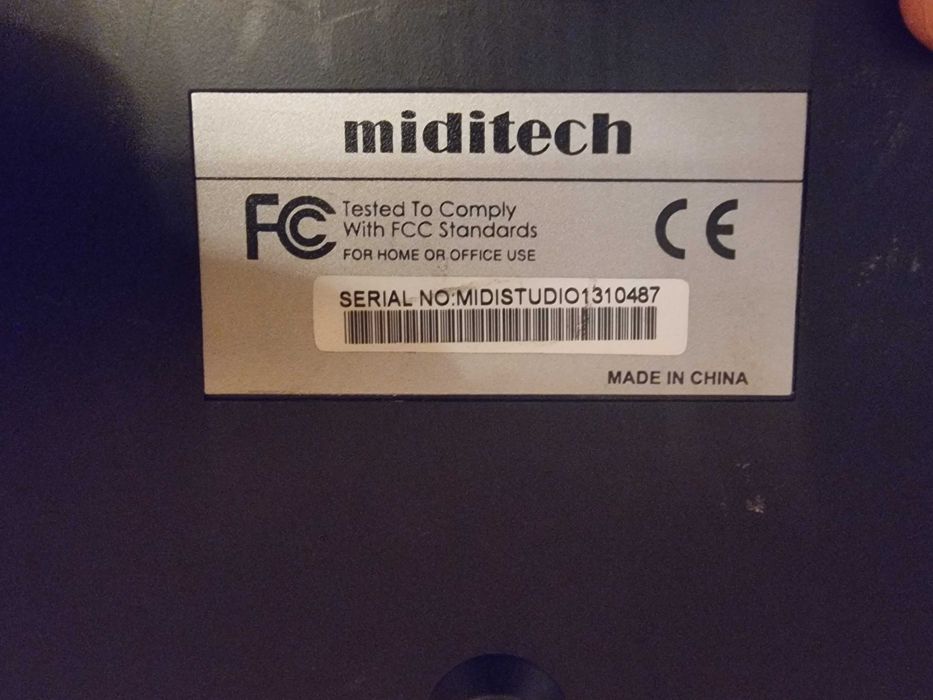 miditech
FC Tested To Comply
With FCC Standards
FOR HOME OR OFFICE USE
CE
SERIAL NO:MIDISTUDIO1310487
MADE IN CHINA